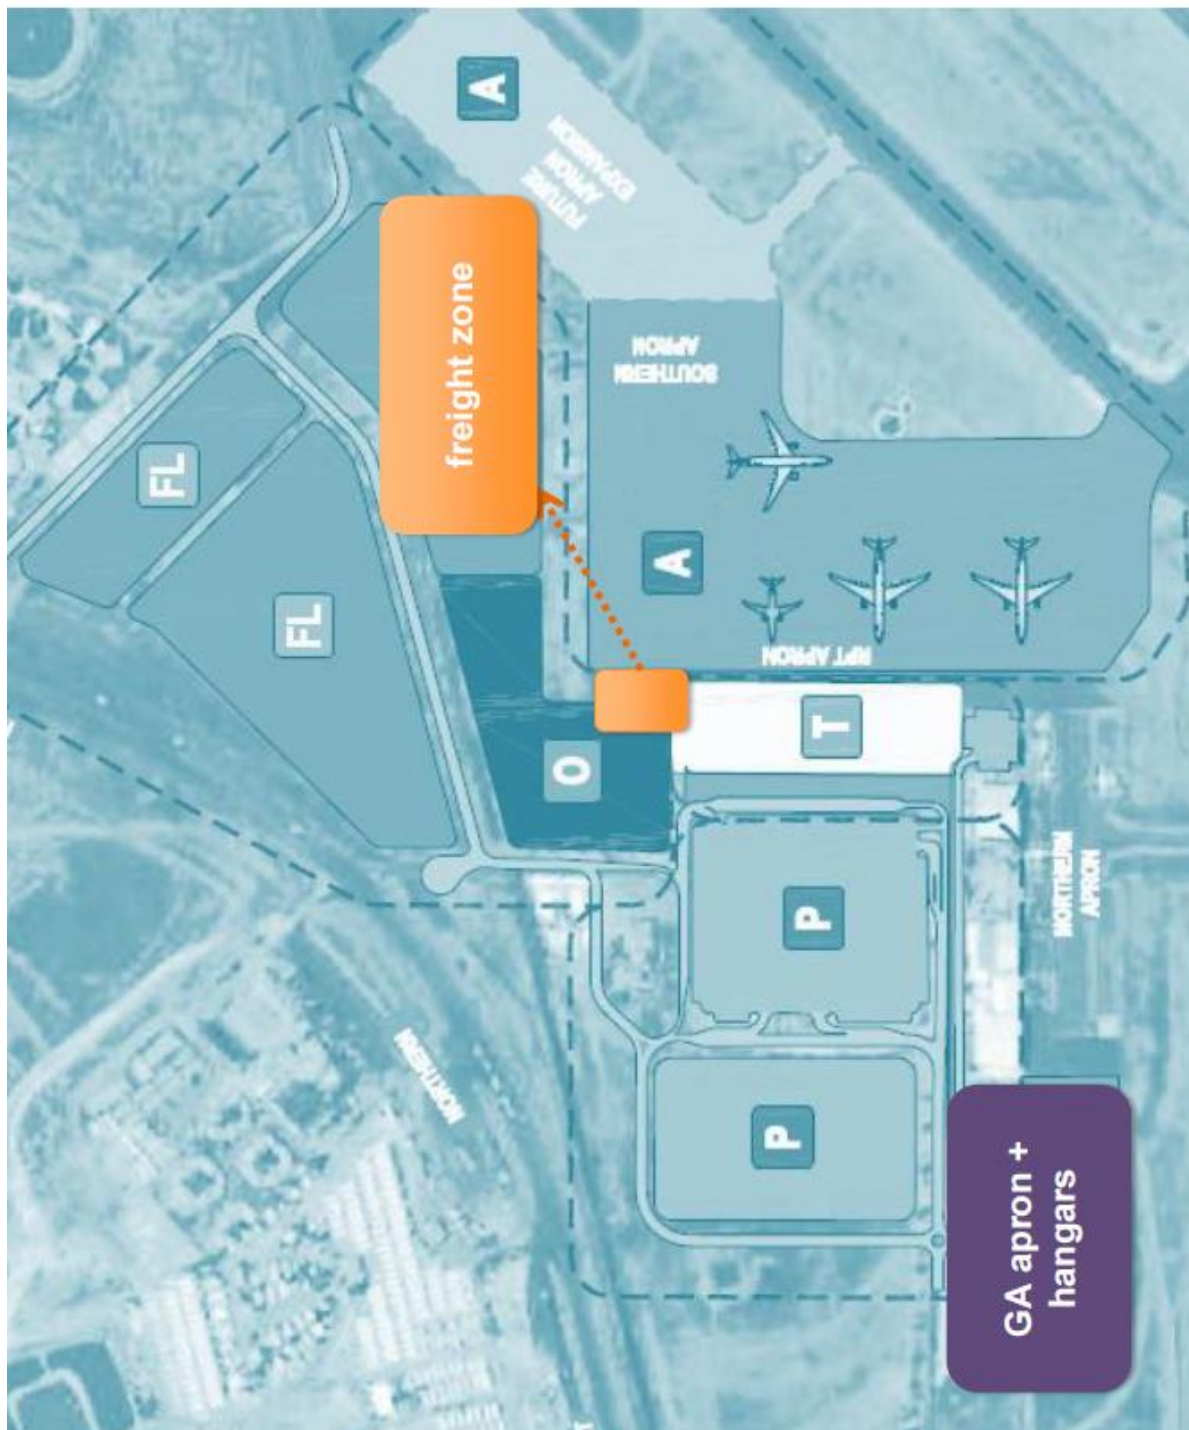 A
FUTURE
APRON
EXPANSION
freight zone
SOUTHERN
APRON
FL
FL
A
RPT APRON
O
T
P
NORTHERN
APRON
NORTHERN
P
GA apron +
hangars